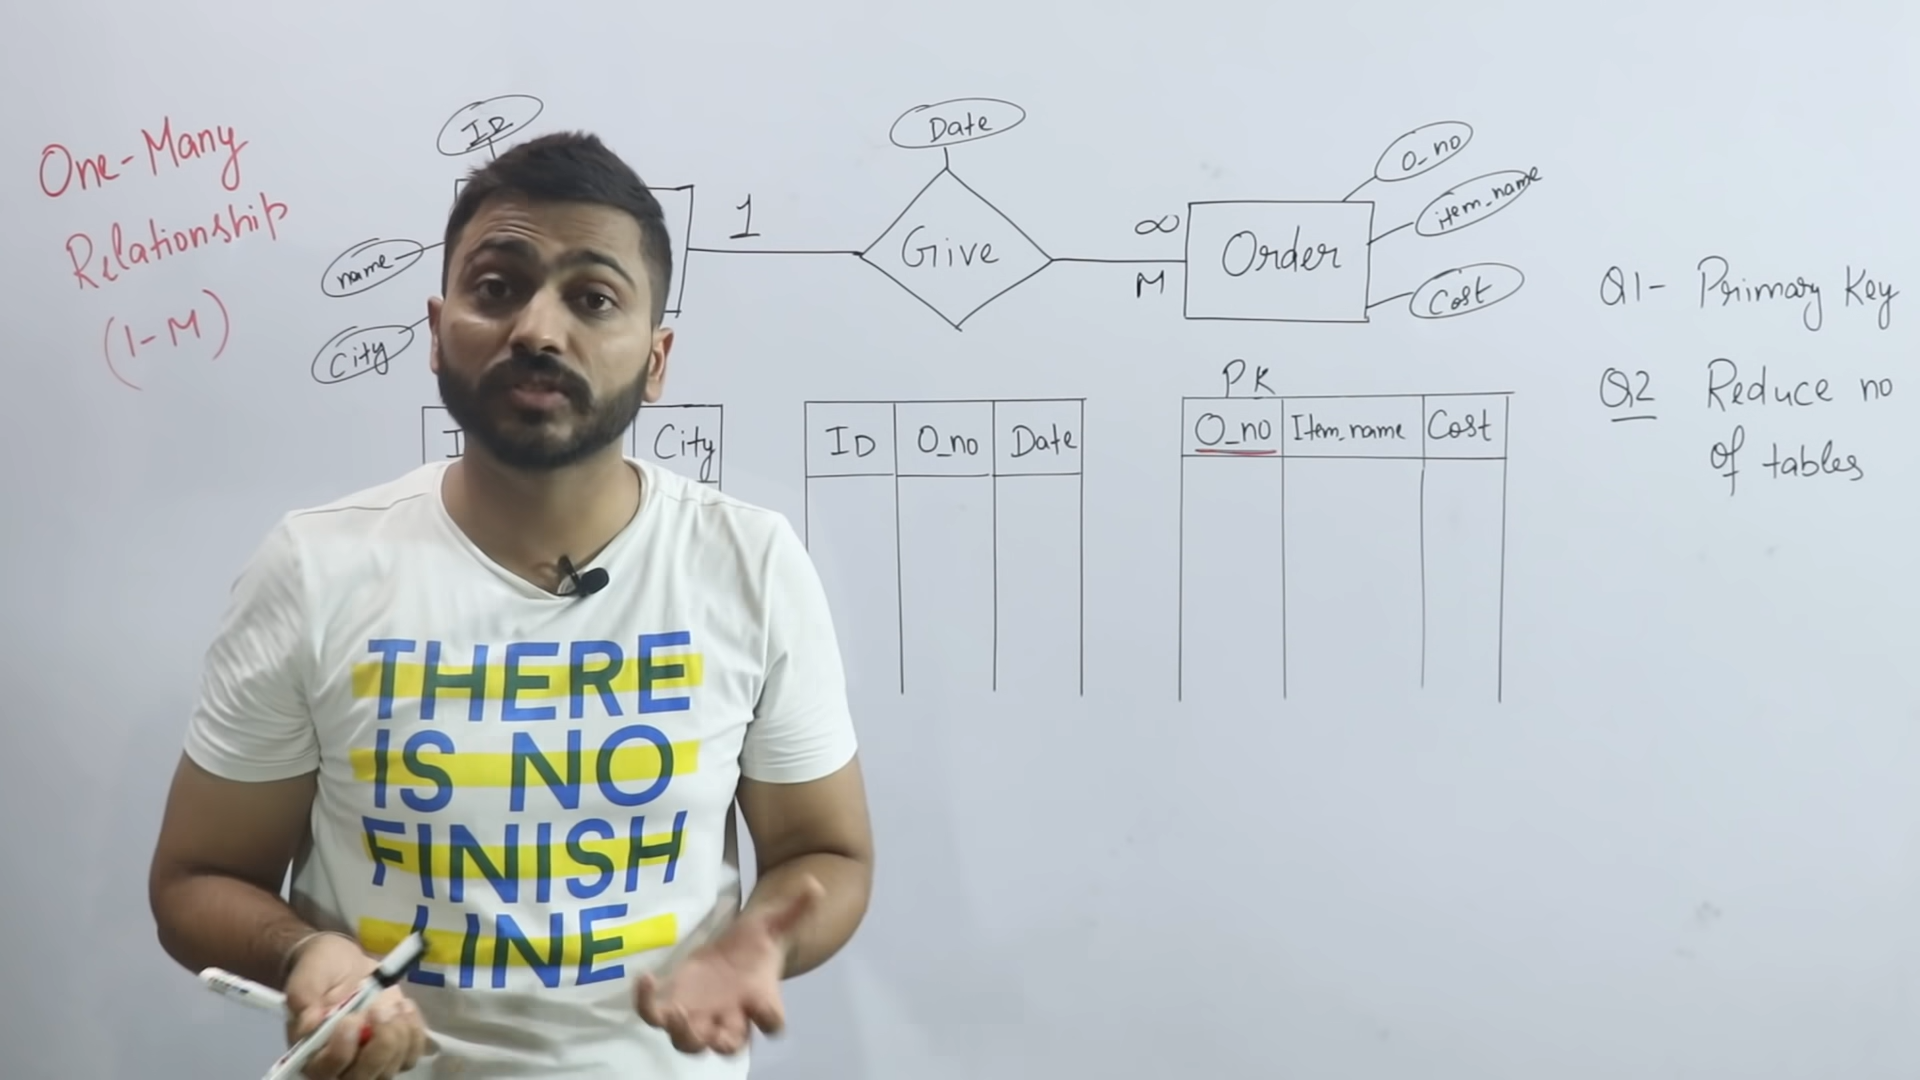 One-Many
Relationship
(1-M)
ID
name
City
1
Date
Give
∞
M
Order
O_no
item_name
Cost
Q1- Primary Key
Q2 Reduce no
of tables
I
City
ID O_no Date
PK
O_no Item_name Cost
THERE
IS NO
FINISH
LINE